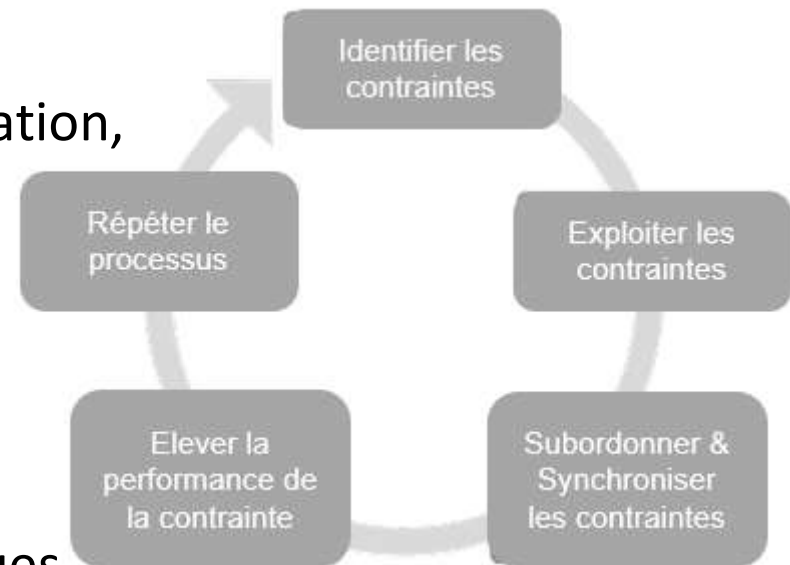 Identifier les
contraintes
ation,
Répéter le
processus
Exploiter les
contraintes
Elever la
performance de
la contrainte
Subordonner &
Synchroniser
les contraintes